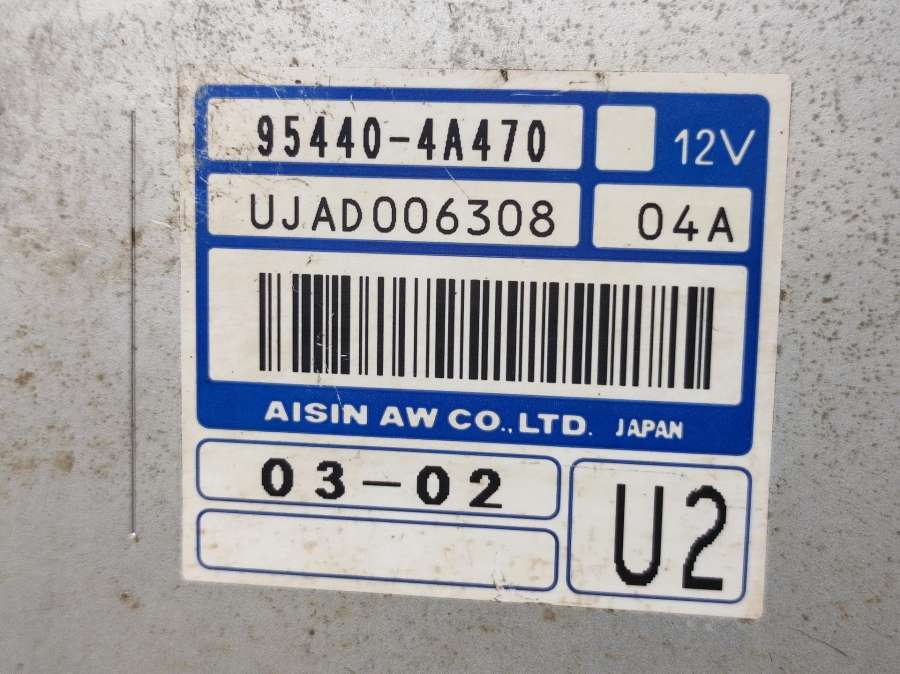 95440-4A470 12V
UJAD006308 04A
AISIN AW CO., LTD. JAPAN
03-02
U2